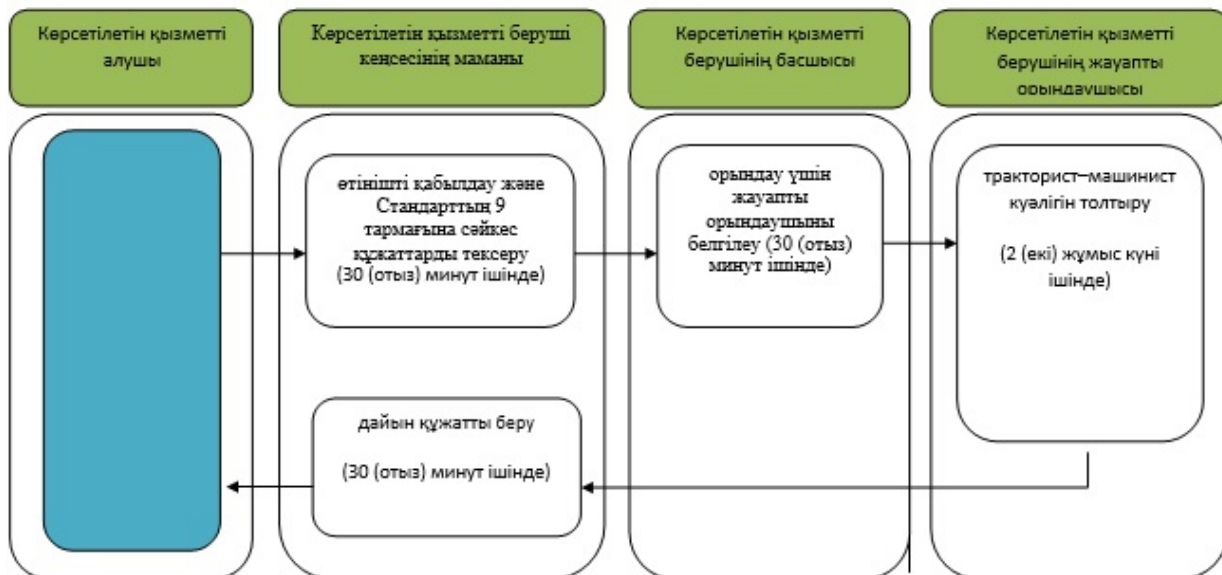 Көрсетілетін қызметті
алушы
Көрсетілетін қызметті беруші
кеңсесінің маманы
Көрсетілетін қызметті
берушінің басшысы
Көрсетілетін қызметті
берушінің жауапты
орындаушысы
өтінішті қабылдау және
Стандарттың 9
тармағына сәйкес
құжаттарды тексеру
(30 (отыз) минут ішінде)
орындау үшін
жауапты
орындаушыны
белгілеу (30 (отыз)
минут ішінде)
тракторист–машинист
куәлігін толтыру
(2 (екі) жұмыс күні
ішінде)
дайын құжатты беру
(30 (отыз) минут ішінде)